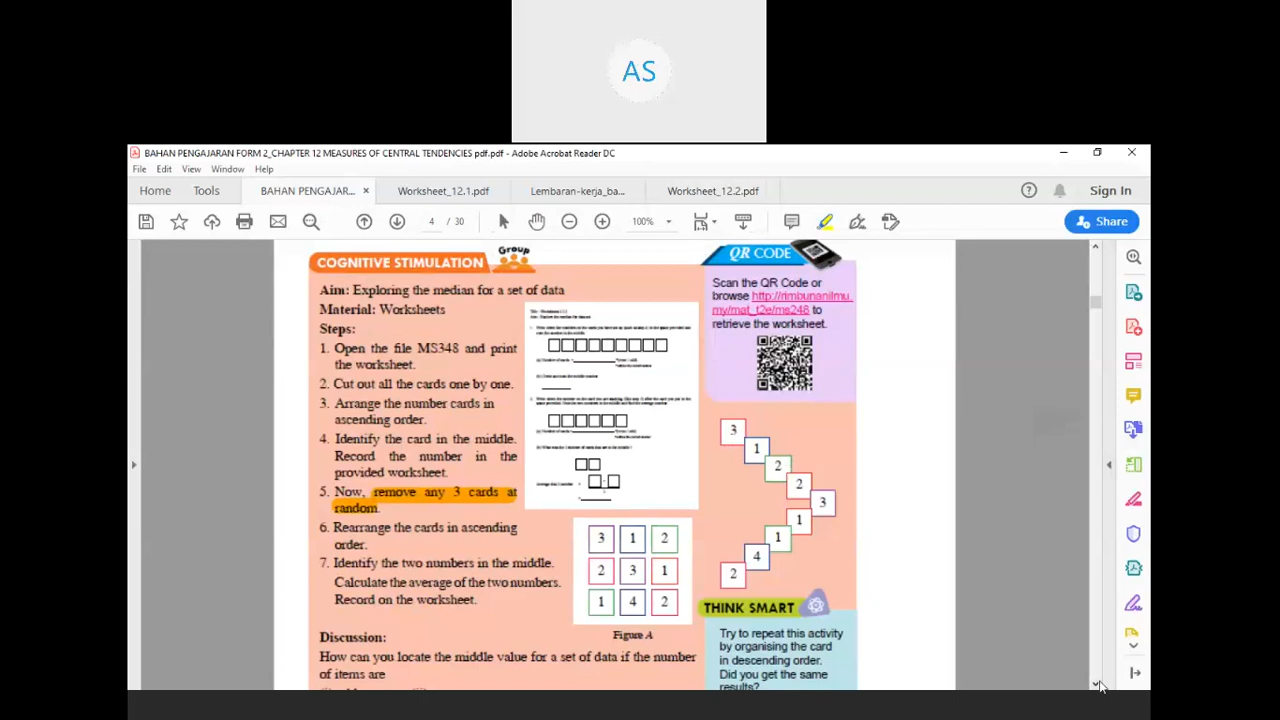 AS
BAHAN PENGAJARAN FORM 2_CHAPTER 12 MEASURES OF CENTRAL TENDENCIES pdf.pdf - Adobe Acrobat Reader DC
File Edit View Window Help
Home Tools BAHAN PENGAJAR... × Worksheet_12.1.pdf Lembaran-kerja_ba... Worksheet_12.2.pdf Sign In
4 / 30 100% Share
COGNITIVE STIMULATION
Group
Aim: Exploring the median for a set of data
Material: Worksheets
Steps:
1. Open the file MS348 and print
the worksheet.
2. Cut out all the cards one by one.
3. Arrange the number cards in
ascending order.
4. Identify the card in the middle.
Record the number in the
provided worksheet.
5. Now, remove any 3 cards at
random.
6. Rearrange the cards in ascending
order.
7. Identify the two numbers in the middle.
Calculate the average of the two numbers.
Record on the worksheet.
3 1 2
2 3 1
1 4 2
Figure A
Discussion:
How can you locate the middle value for a set of data if the number
of items are
QR CODE
Scan the QR Code or
browse http://rimbunanilmu.
my/mat_t2e/ms248 to
retrieve the worksheet.
3
1
2
2
3
1
1
4
2
THINK SMART
Try to repeat this activity
by organising the card
in descending order.
Did you get the same
results?